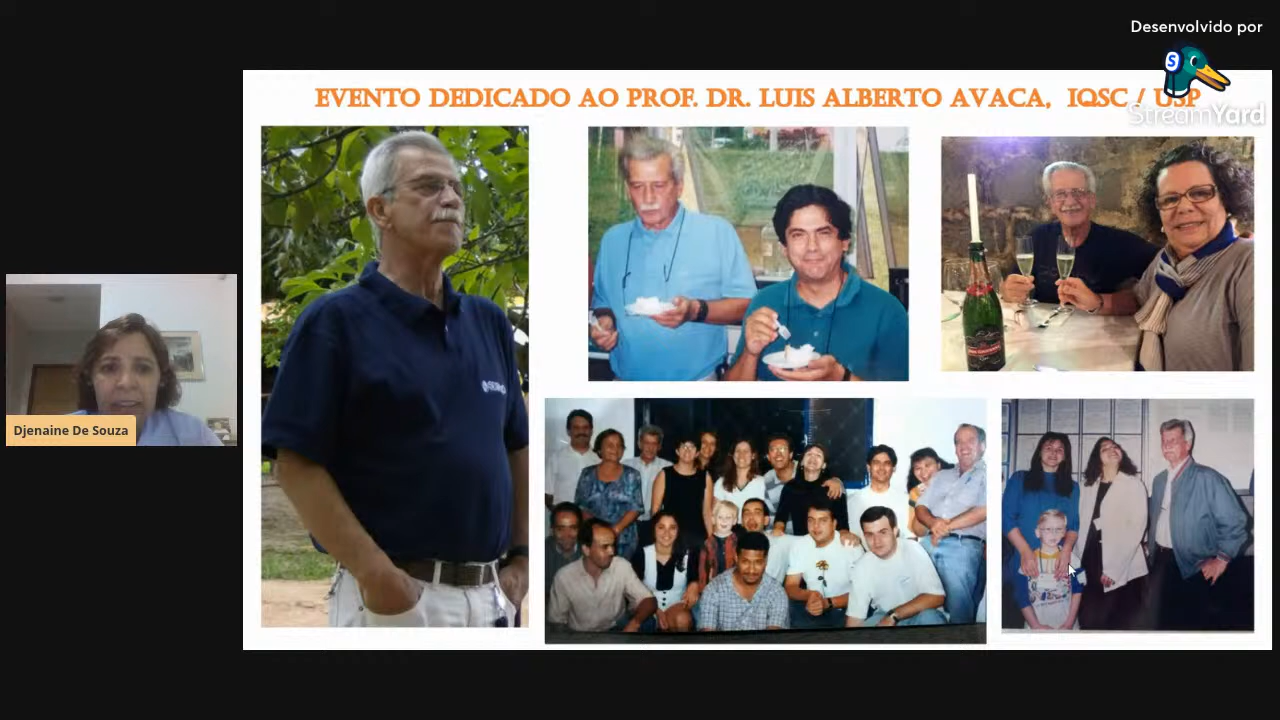 Desenvolvido por
S
StreamYard
EVENTO DEDICADO AO PROF. DR. LUIS ALBERTO AVACA, IQSC / USP
Djenaine De Souza